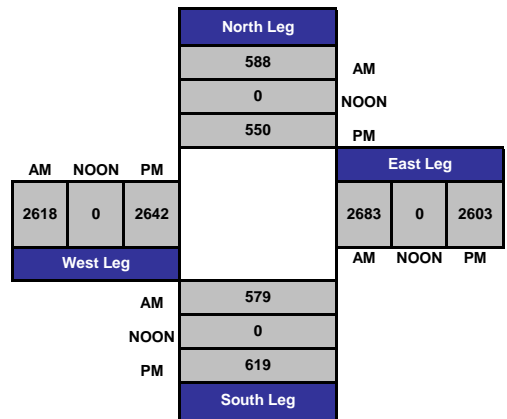 North Leg
588
AM
0
NOON
550
PM
AM NOON PM
East Leg
2618 0 2642
2683 0 2603
West Leg
AM NOON PM
AM
579
NOON
0
PM
619
South Leg